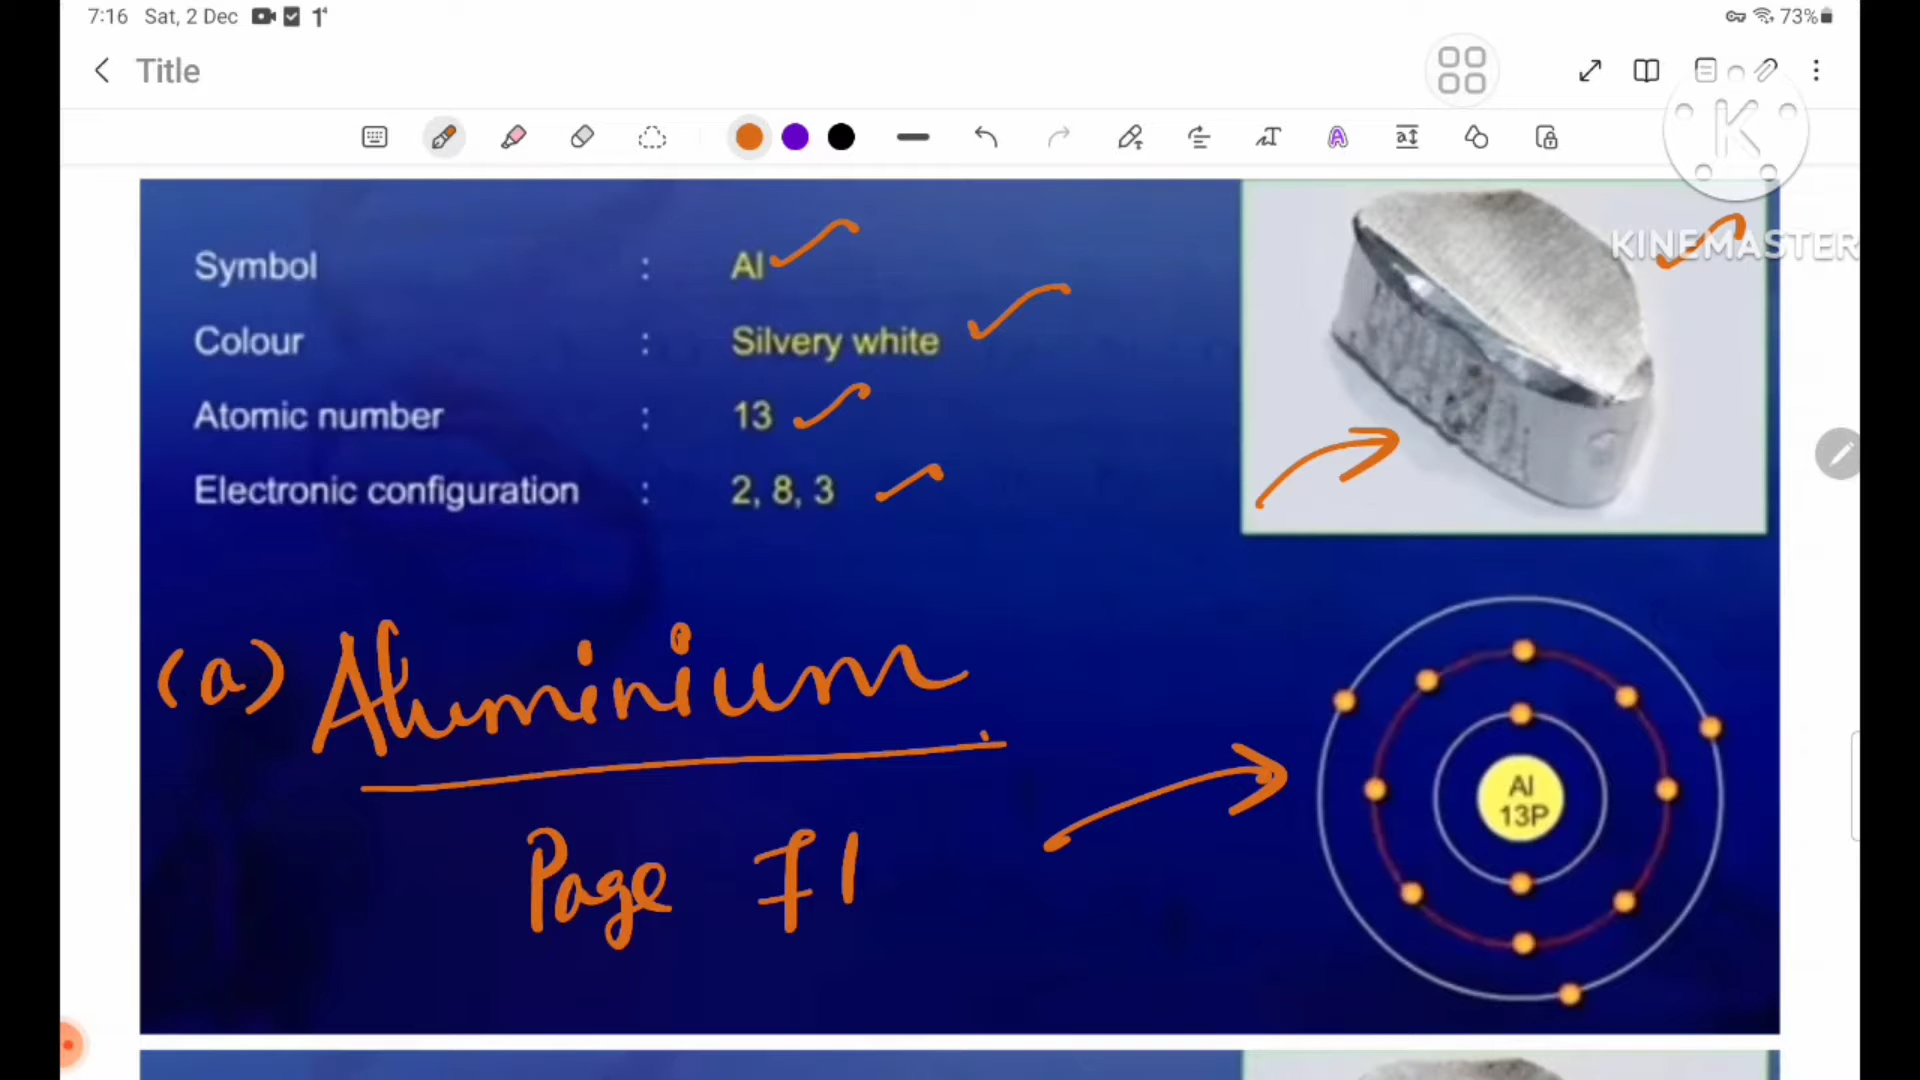 7:16 Sat, 2 Dec
73%
Title
K
KINEMASTER
Symbol : Al
Colour : Silvery white
Atomic number : 13
Electronic configuration : 2, 8, 3
(a) Aluminium
Page 71
Al
13P